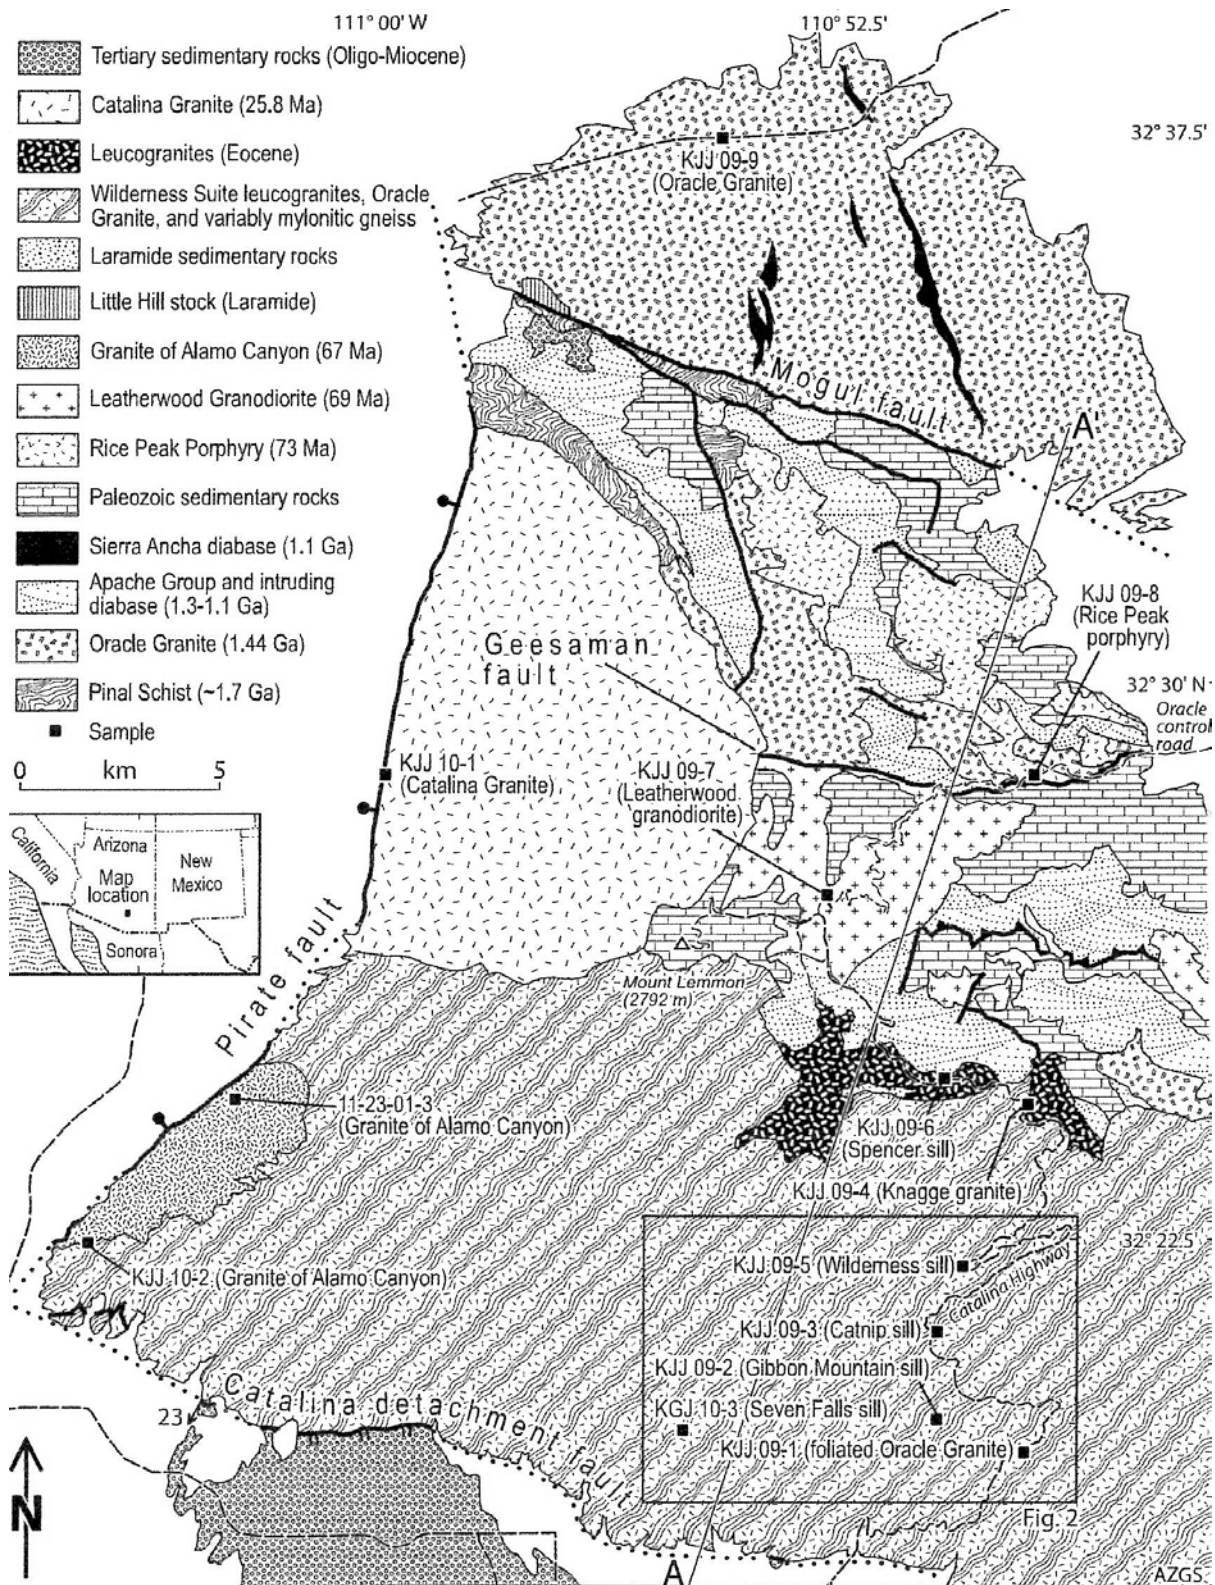 111° 00' W
110° 52.5'
Tertiary sedimentary rocks (Oligo-Miocene)
Catalina Granite (25.8 Ma)
Leucogranites (Eocene)
Wilderness Suite leucogranites, Oracle
Granite, and variably mylonitic gneiss
Laramide sedimentary rocks
Little Hill stock (Laramide)
Granite of Alamo Canyon (67 Ma)
Leatherwood Granodiorite (69 Ma)
Rice Peak Porphyry (73 Ma)
Paleozoic sedimentary rocks
Sierra Ancha diabase (1.1 Ga)
Apache Group and intruding
diabase (1.3-1.1 Ga)
Oracle Granite (1.44 Ga)
Pinal Schist (~1.7 Ga)
Sample
0 km 5
California
Arizona
Map
location
New
Mexico
Sonora
32° 37.5'
KJJ 09-9
(Oracle Granite)
Mogul fault
A'
KJJ 09-8
(Rice Peak
porphyry)
Geesaman
fault
32° 30' N
Oracle
control
road
KJJ 10-1
(Catalina Granite)
KJJ 09-7
(Leatherwood
granodiorite)
Pirate fault
Mount Lemmon
(2792 m)
11-23-01-3
(Granite of Alamo Canyon)
KJJ 09-6
(Spencer sill)
KJJ 09-4 (Knagge granite)
32° 22.5
KJJ 10-2 (Granite of Alamo Canyon)
KJJ 09-5 (Wilderness sill)
Catalina Highway
KJJ 09-3 (Catnip sill)
KJJ 09-2 (Gibbon Mountain sill)
KGJ 10-3 (Seven Falls sill)
KJJ 09-1 (foliated Oracle Granite)
Catalina detachment fault
23
Fig. 2
N
A
AZGS